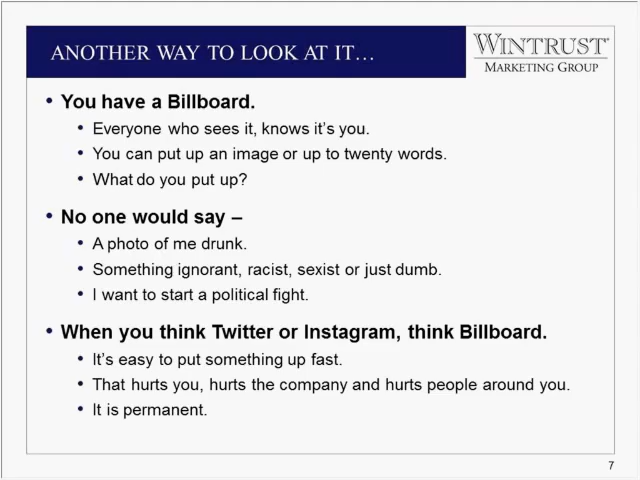 ANOTHER WAY TO LOOK AT IT…
WINTRUST®
MARKETING GROUP
• You have a Billboard.
• Everyone who sees it, knows it's you.
• You can put up an image or up to twenty words.
• What do you put up?
• No one would say –
• A photo of me drunk.
• Something ignorant, racist, sexist or just dumb.
• I want to start a political fight.
• When you think Twitter or Instagram, think Billboard.
• It's easy to put something up fast.
• That hurts you, hurts the company and hurts people around you.
• It is permanent.
7